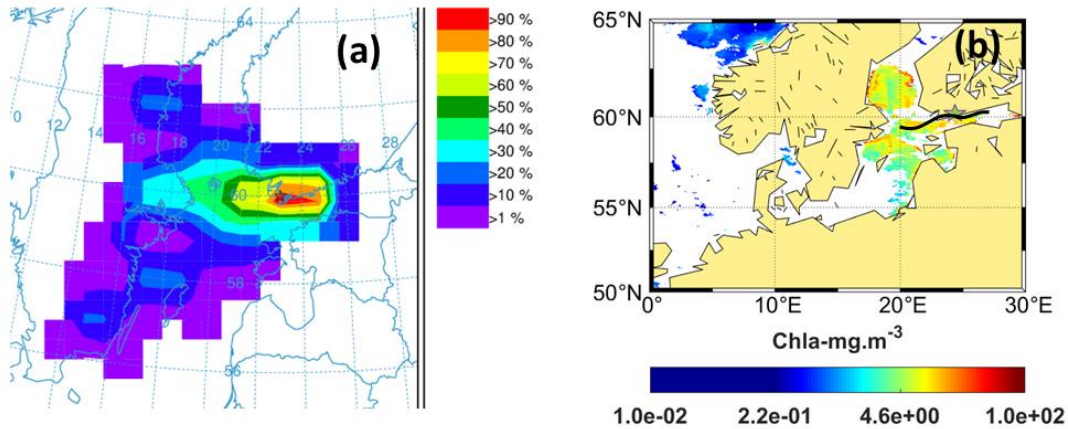 (a)
64
62
0
12
14
16
18
20
22
24
26
28
60
58
56
>90 %
>80 %
>70 %
>60 %
>50 %
>40 %
>30 %
>20 %
>10 %
>1 %
(b)
65°N
60°N
55°N
50°N
0°
10°E
20°E
30°E
Chla-mg.m⁻³
1.0e-02
2.2e-01
4.6e+00
1.0e+02